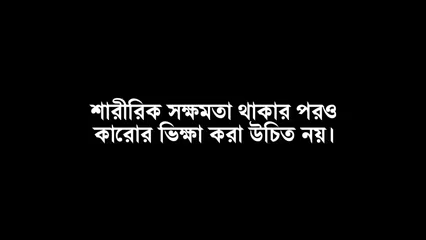 শারীরিক সক্ষমতা থাকার পরও
কারোর ভিক্ষা করা উচিত নয়।